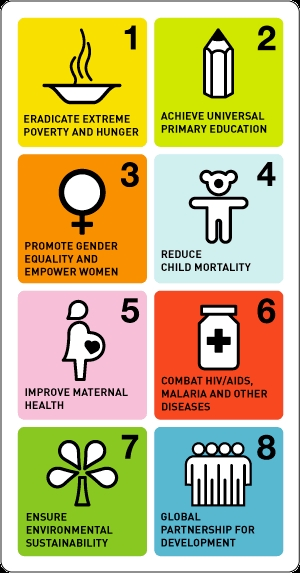 1
ERADICATE EXTREME
POVERTY AND HUNGER
2
ACHIEVE UNIVERSAL
PRIMARY EDUCATION
3
PROMOTE GENDER
EQUALITY AND
EMPOWER WOMEN
4
REDUCE
CHILD MORTALITY
5
IMPROVE MATERNAL
HEALTH
6
COMBAT HIV/AIDS,
MALARIA AND OTHER
DISEASES
7
ENSURE
ENVIRONMENTAL
SUSTAINABILITY
8
GLOBAL
PARTNERSHIP FOR
DEVELOPMENT